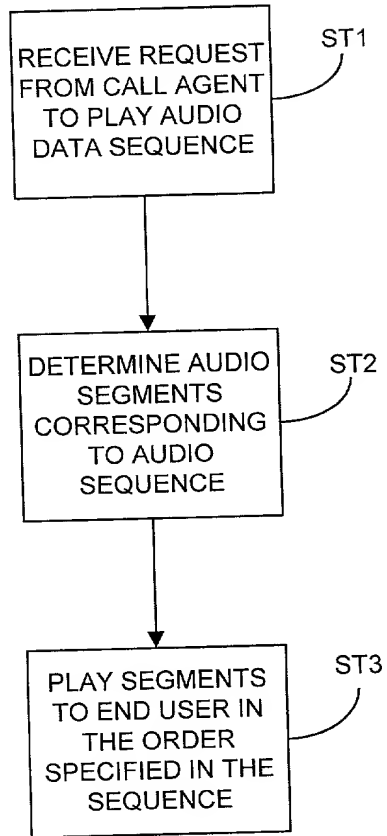 RECEIVE REQUEST
FROM CALL AGENT
TO PLAY AUDIO
DATA SEQUENCE
ST1
DETERMINE AUDIO
SEGMENTS
CORRESPONDING
TO AUDIO
SEQUENCE
ST2
PLAY SEGMENTS
TO END USER IN
THE ORDER
SPECIFIED IN THE
SEQUENCE
ST3